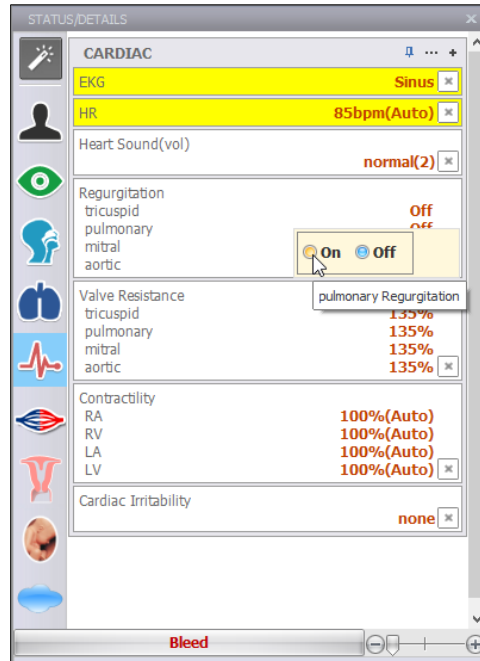 STATUS/DETAILS
CARDIAC
EKG Sinus
HR 85bpm(Auto)
Heart Sound(vol)
normal(2)
Regurgitation
tricuspid Off
pulmonary Off
mitral
aortic
On Off
pulmonary Regurgitation
Valve Resistance
tricuspid 135%
pulmonary 135%
mitral 135%
aortic 135%
Contractility
RA 100%(Auto)
RV 100%(Auto)
LA 100%(Auto)
LV 100%(Auto)
Cardiac Irritability
none
Bleed